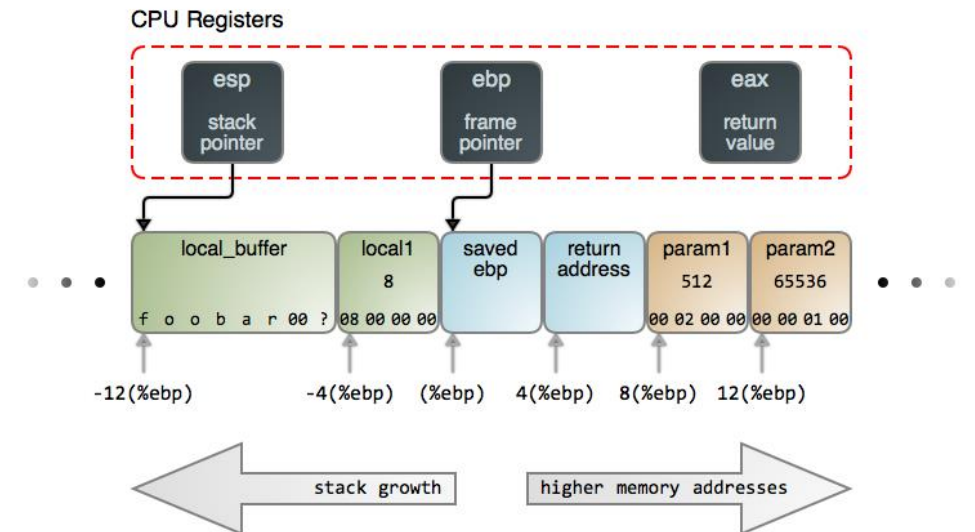 CPU Registers
esp
stack
pointer
ebp
frame
pointer
eax
return
value
local_buffer
f o o b a r 00 ?
local1
8
08 00 00 00
saved
ebp
return
address
param1
512
00 02 00 00
param2
65536
00 00 01 00
-12(%ebp)
-4(%ebp)
(%ebp)
4(%ebp)
8(%ebp)
12(%ebp)
stack growth
higher memory addresses